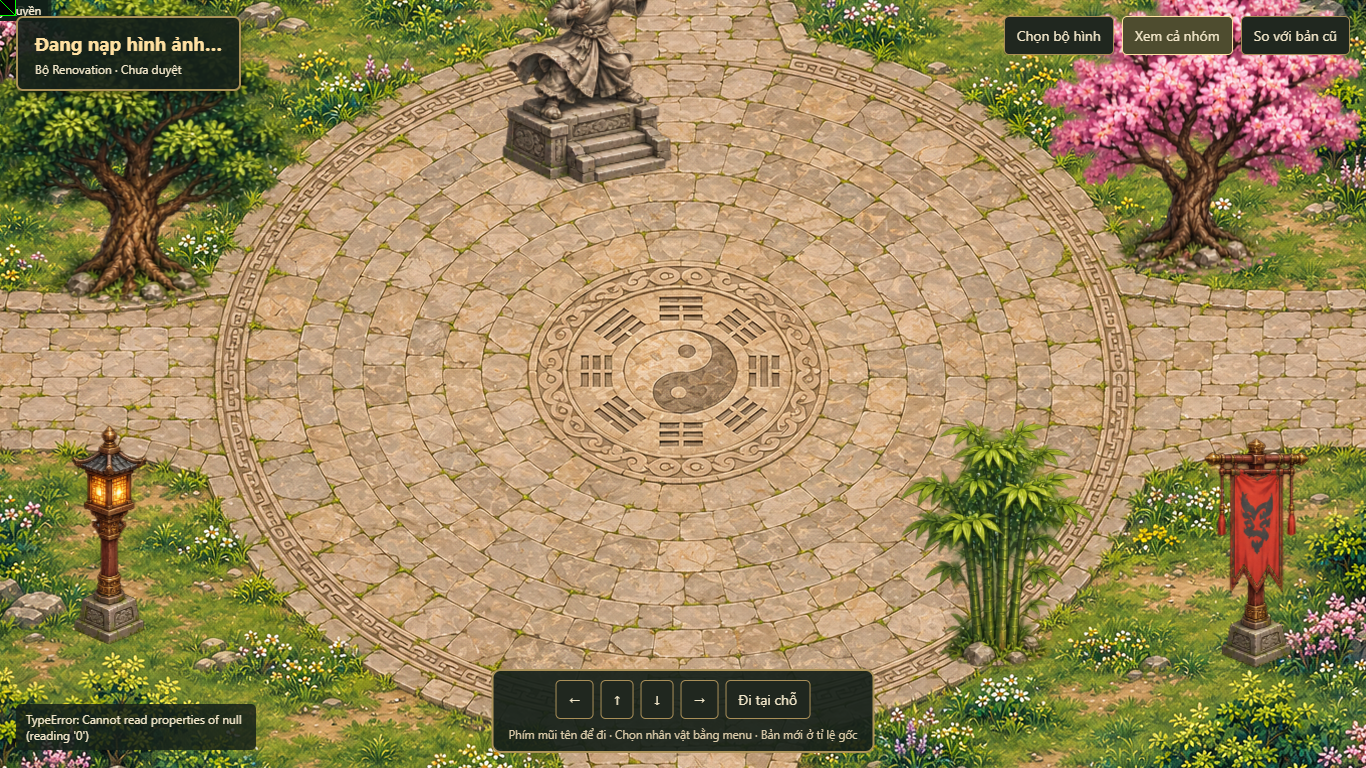 uyền
Đang nạp hình ảnh...
Bộ Renovation · Chưa duyệt
Chọn bộ hình
Xem cả nhóm
So với bản cũ
TypeError: Cannot read properties of null
(reading '0')
← ↑ ↓ → Đi tại chỗ
Phím mũi tên để đi · Chọn nhân vật bằng menu · Bản mới ở tỉ lệ gốc